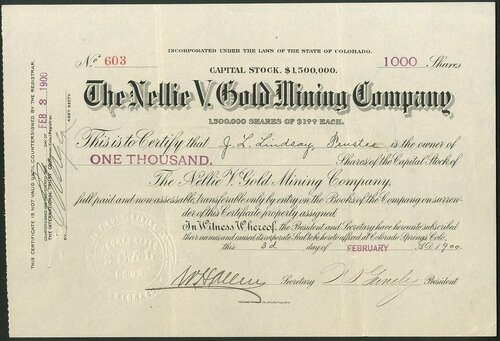 INCORPORATED UNDER THE LAWS OF THE STATE OF COLORADO.
No 603
1000 Shares
CAPITAL STOCK, $1,500,000.
The Nellie V. Gold Mining Company
1,500,000 SHARES OF $1.00 EACH.
This is to Certify that J. L. Lindsay, Trustee is the owner of
ONE THOUSAND. Shares of the Capital Stock of
The Nellie V. Gold Mining Company,
full paid and non-assessable, transferable only by entry on the Books of the Company on surren-
der of this Certificate properly assigned.
In Witness Whereof, the President and Secretary have hereunto subscribed
their names and caused its corporate Seal to be hereto affixed at Colorado Springs, Colo.,
this 3d day of FEBRUARY A.D. 1900.
Secretary
President
THIS CERTIFICATE IS NOT VALID UNTIL COUNTERSIGNED BY THE REGISTRAR
DAY OF FEB 3 1900